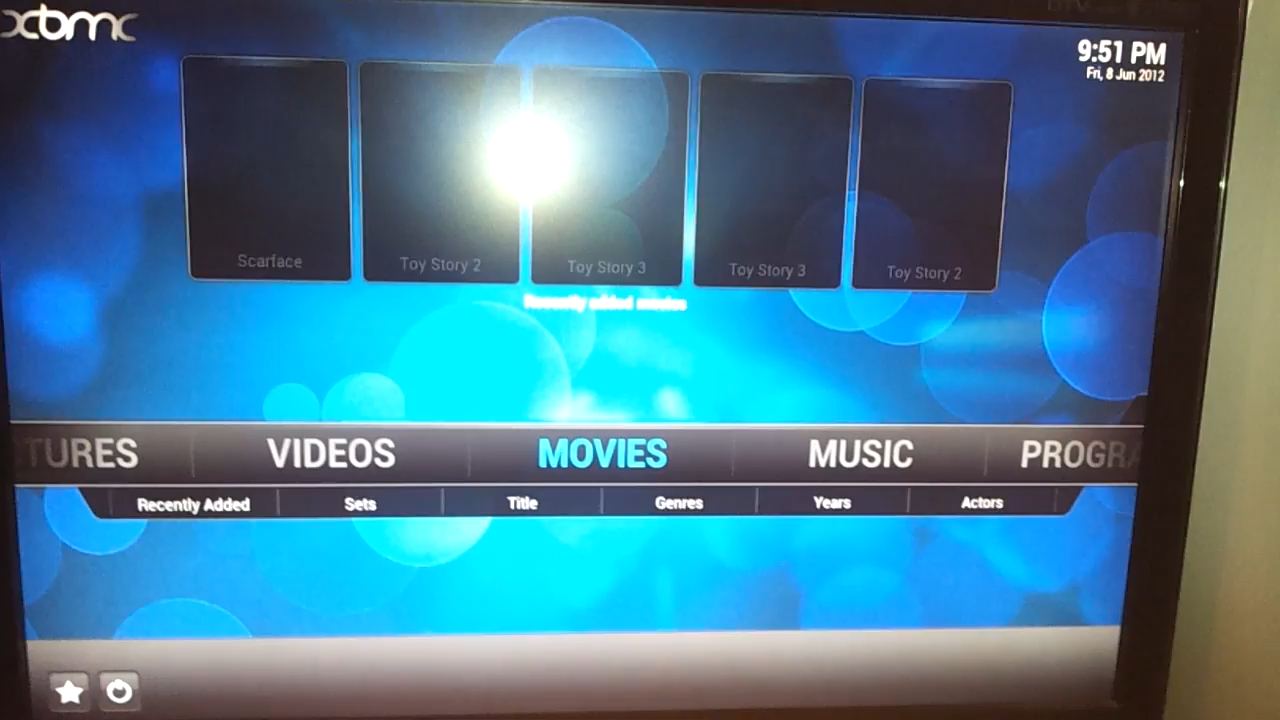 xbmc
9:51 PM
Fri, 8 Jun 2012
Scarface
Toy Story 2
Toy Story 3
Toy Story 3
Toy Story 2
Recently added movies
TURES VIDEOS MOVIES MUSIC PROGRA
Recently Added Sets Title Genres Years Actors